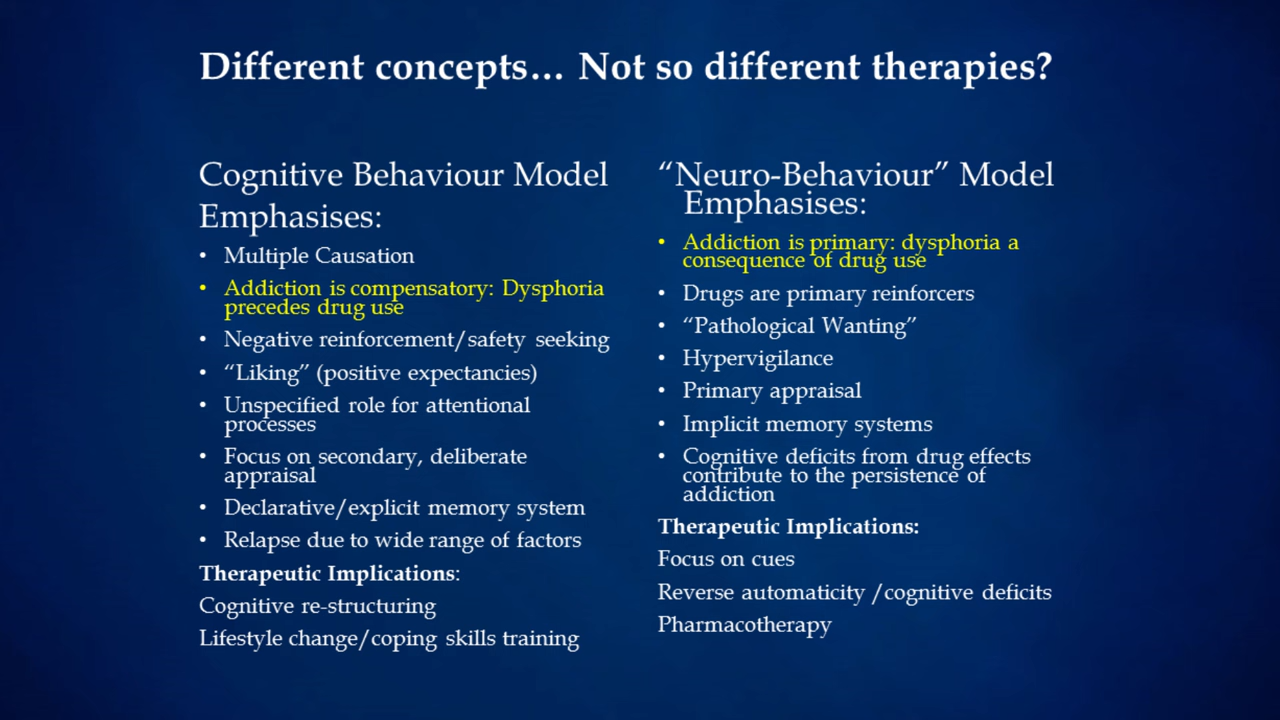 Different concepts… Not so different therapies?
Cognitive Behaviour Model
Emphasises:
• Multiple Causation
• Addiction is compensatory: Dysphoria
precedes drug use
• Negative reinforcement/safety seeking
• “Liking” (positive expectancies)
• Unspecified role for attentional
processes
• Focus on secondary, deliberate
appraisal
• Declarative/explicit memory system
• Relapse due to wide range of factors
Therapeutic Implications:
Cognitive re-structuring
Lifestyle change/coping skills training
“Neuro-Behaviour” Model
Emphasises:
• Addiction is primary: dysphoria a
consequence of drug use
• Drugs are primary reinforcers
• “Pathological Wanting”
• Hypervigilance
• Primary appraisal
• Implicit memory systems
• Cognitive deficits from drug effects
contribute to the persistence of
addiction
Therapeutic Implications:
Focus on cues
Reverse automaticity /cognitive deficits
Pharmacotherapy